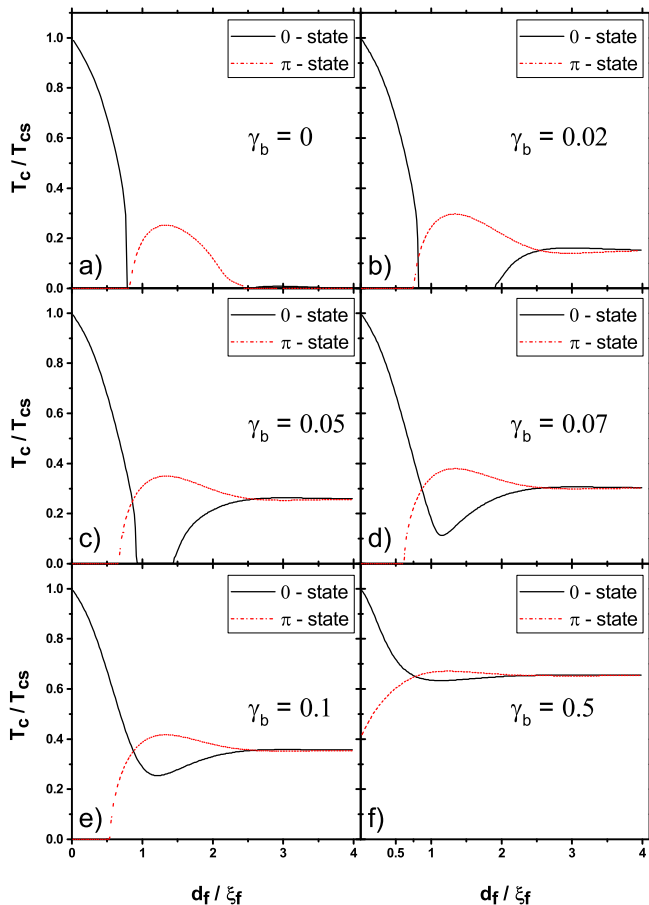 T_C / T_CS
1.0
0.8
0.6
0.4
0.2
0.0
0 - state
π - state
γ_b = 0
a)
0 - state
π - state
γ_b = 0.02
b)
T_C / T_CS
1.0
0.8
0.6
0.4
0.2
0.0
0 - state
π - state
γ_b = 0.05
c)
0 - state
π - state
γ_b = 0.07
d)
T_C / T_CS
1.0
0.8
0.6
0.4
0.2
0.0
0 - state
π - state
γ_b = 0.1
e)
0 - state
π - state
γ_b = 0.5
f)
0 1 2 3 4
0.5 1 2 3 4
d_f / ξ_f
d_f / ξ_f